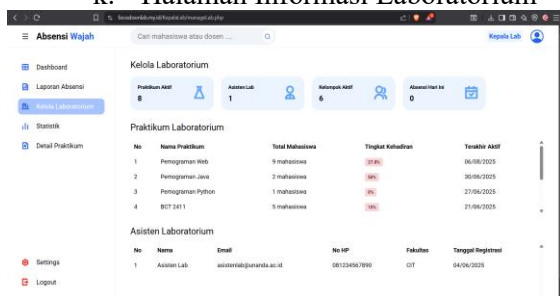 k. Halaman Informasi Laboratorium
Absensi Wajah
Cari mahasiswa atau dosen ....
Kepala Lab
Dashboard
Laporan Absensi
Kelola Laboratorium
Statistik
Detail Praktikum
Settings
Logout
Kelola Laboratorium
Praktikum Aktif
8
Asisten Lab
1
Kelompok Aktif
6
Absensi Hari Ini
0
Praktikum Laboratorium
No Nama Praktikum Total Mahasiswa Tingkat Kehadiran Terakhir Aktif
1 Pemograman Web 9 mahasiswa 06/08/2025
2 Pemograman Java 2 mahasiswa 30/06/2025
3 Pemograman Python 1 mahasiswa 27/06/2025
4 BCT 2411 5 mahasiswa 21/06/2025
Asisten Laboratorium
No Nama Email No HP Fakultas Tanggal Registrasi
1 Asisten Lab asistenlab@unanda.ac.id 081234567890 CIT 04/06/2025